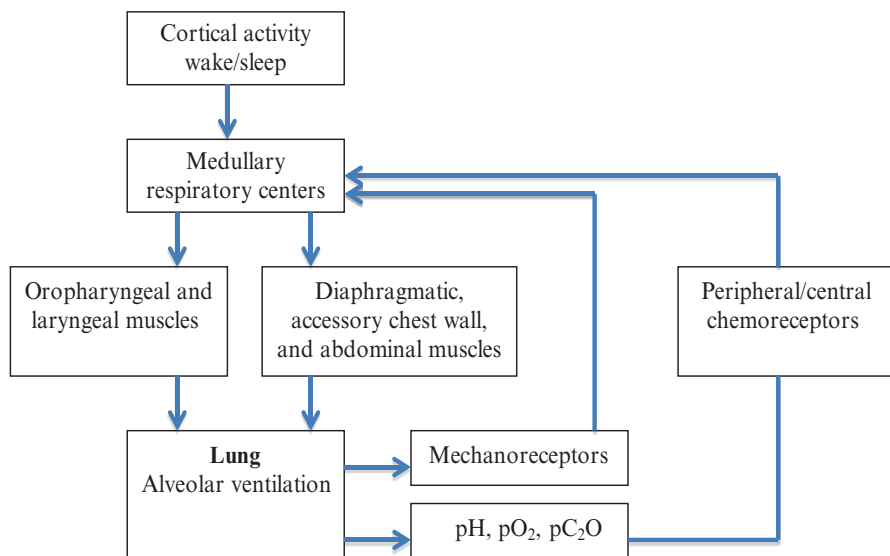 Cortical activity
wake/sleep
Medullary
respiratory centers
Oropharyngeal and
laryngeal muscles
Diaphragmatic,
accessory chest wall,
and abdominal muscles
Peripheral/central
chemoreceptors
Lung
Alveolar ventilation
Mechanoreceptors
pH, pO₂, pC₂O